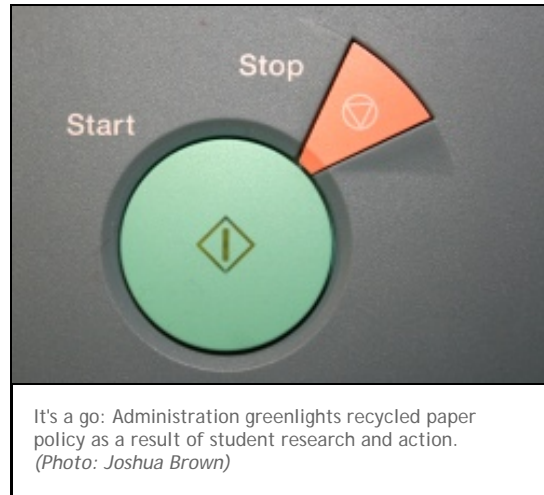 Stop
Start
It's a go: Administration greenlights recycled paper
policy as a result of student research and action.
(Photo: Joshua Brown)